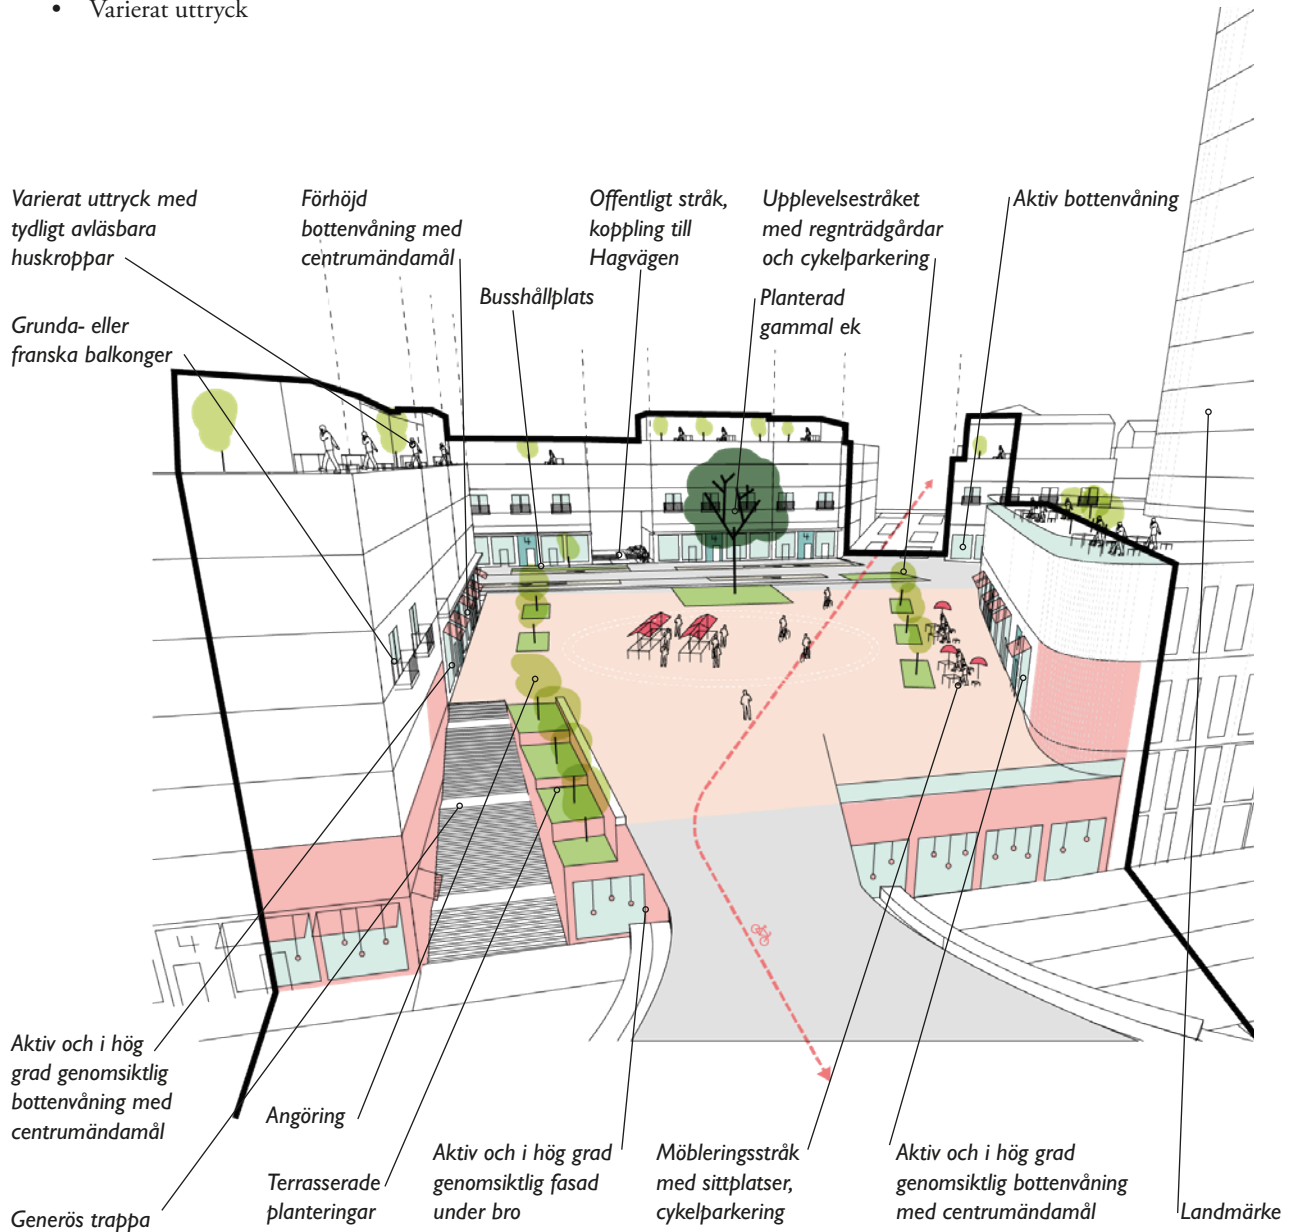 • Varierat uttryck
Varierat uttryck med
tydligt avläsbara
huskroppar
Förhöjd
bottenvåning med
centrumändamål
Offentligt stråk,
koppling till
Hagvägen
Upplevelsestråket
med regnträdgårdar
och cykelparkering
Aktiv bottenvåning
Busshållplats
Planterad
gammal ek
Grunda- eller
franska balkonger
Aktiv och i hög
grad genomsiktlig
bottenvåning med
centrumändamål
Generös trappa
Angöring
Terrasserade
planteringar
Aktiv och i hög grad
genomsiktlig fasad
under bro
Möbleringsstråk
med sittplatser,
cykelparkering
Aktiv och i hög grad
genomsiktlig bottenvåning
med centrumändamål
Landmärke